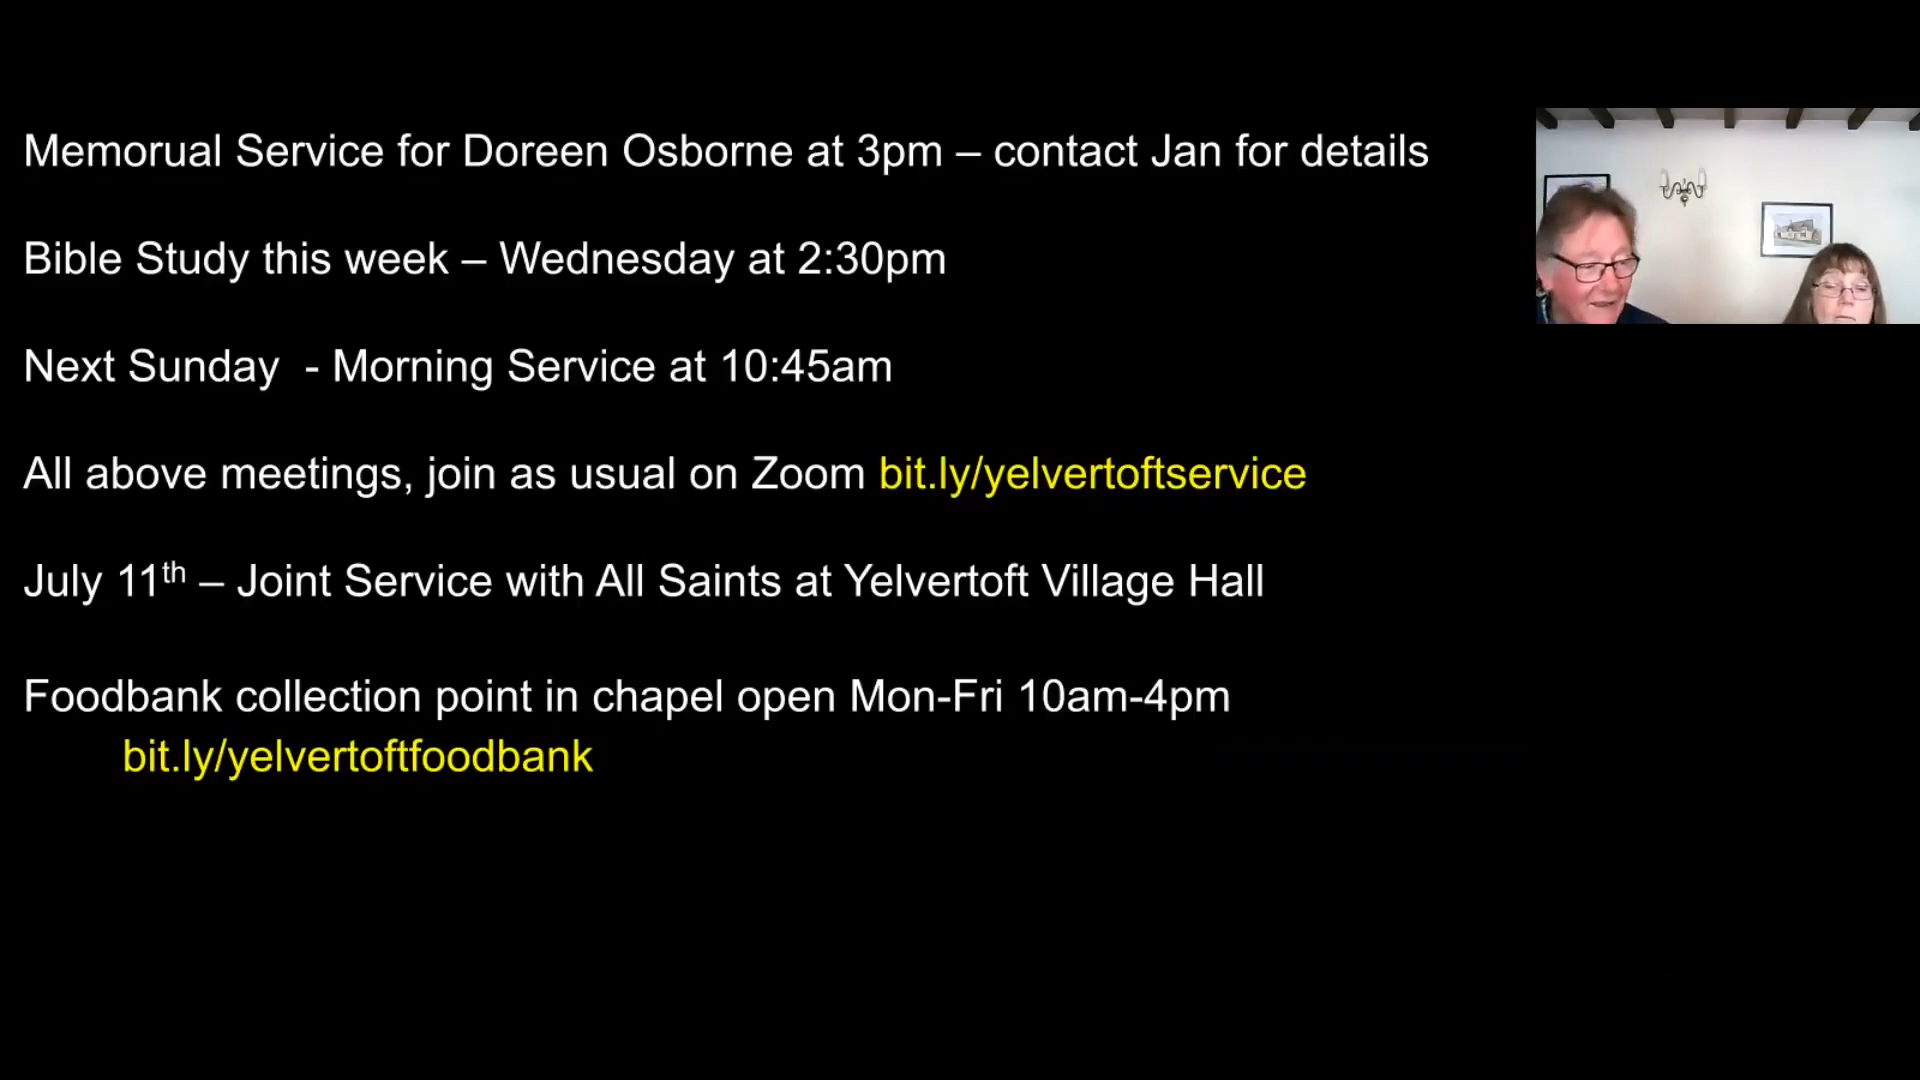 Memorual Service for Doreen Osborne at 3pm – contact Jan for details
Bible Study this week – Wednesday at 2:30pm
Next Sunday  - Morning Service at 10:45am
All above meetings, join as usual on Zoom bit.ly/yelvertoftservice
July 11th – Joint Service with All Saints at Yelvertoft Village Hall
Foodbank collection point in chapel open Mon-Fri 10am-4pm
bit.ly/yelvertoftfoodbank